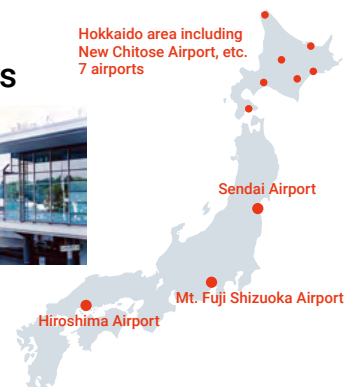 Hokkaido area including
New Chitose Airport, etc.
7 airports
s
Sendai Airport
Mt. Fuji Shizuoka Airport
Hiroshima Airport